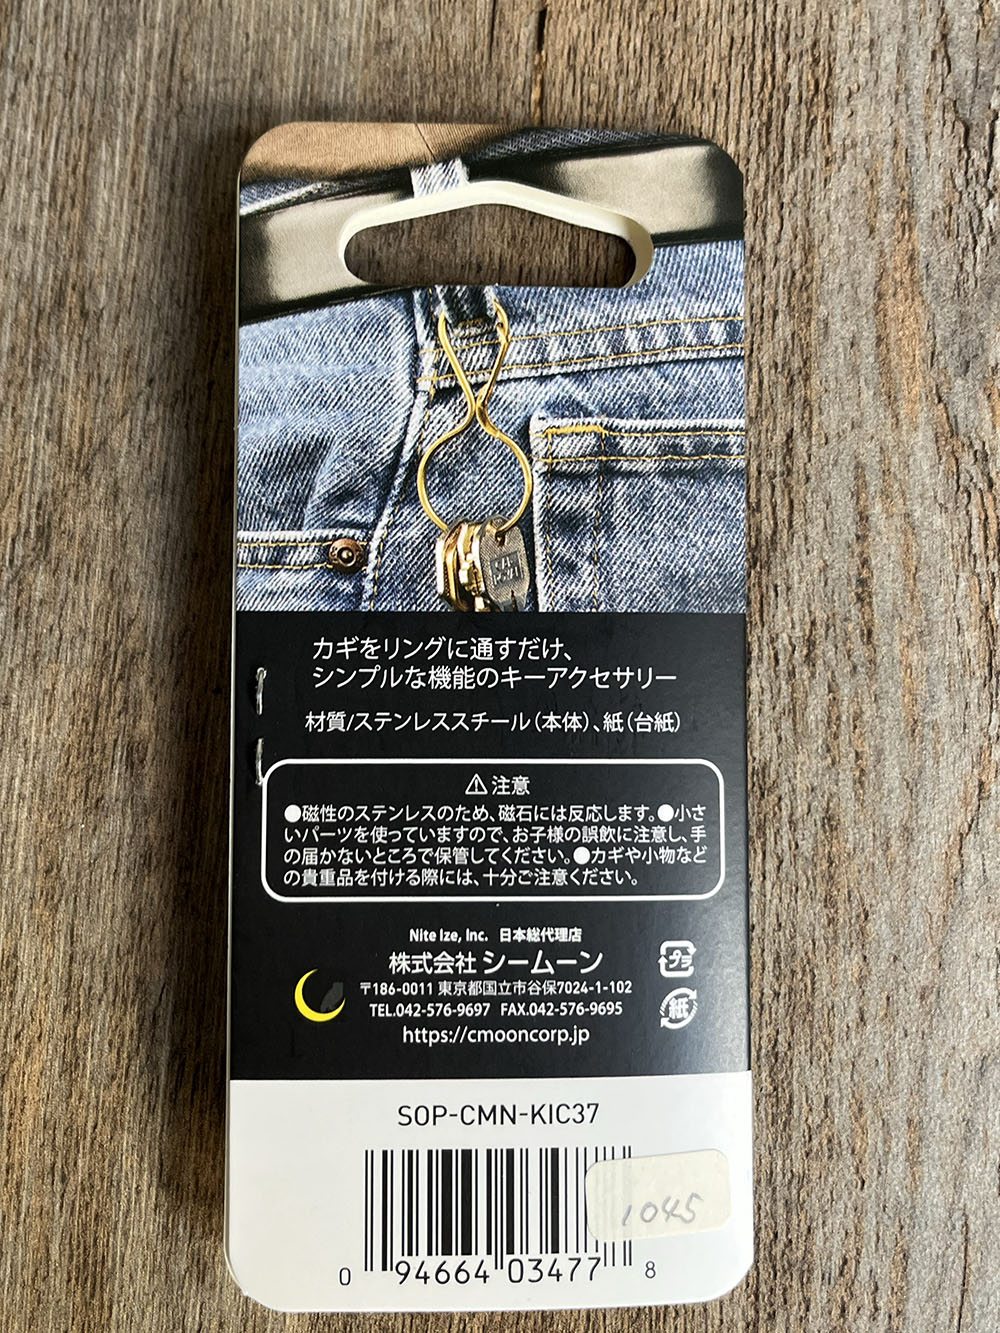 カギをリングに通すだけ、
シンプルな機能のキーアクセサリー
材質/ステンレススチール（本体）、紙（台紙）
⚠注意
●磁性のステンレスのため、磁石には反応します。●小さ
いパーツを使っていますので、お子様の誤飲に注意し、手
の届かないところで保管してください。●カギや小物など
の貴重品を付ける際には、十分ご注意ください。
Nite Ize, Inc. 日本総代理店
株式会社 シームーン
〒186-0011 東京都国立市谷保7024-1-102
TEL.042-576-9697 FAX.042-576-9695
https://cmooncorp.jp
プラ
紙
SOP-CMN-KIC37
1045
0 94664 03477 8